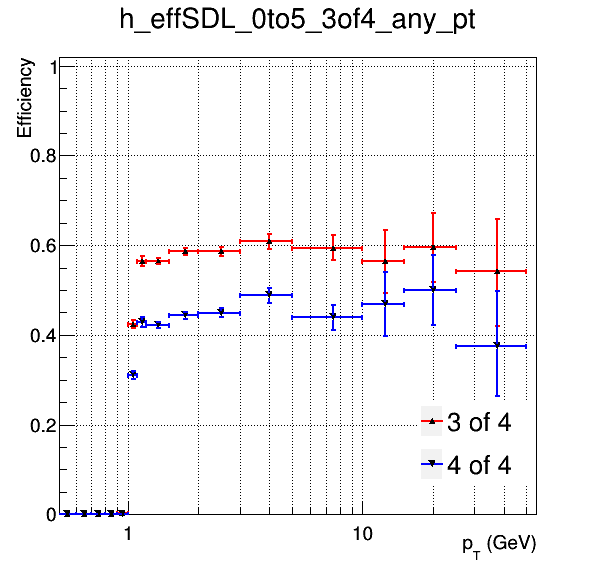 h_effSDL_0to5_3of4_any_pt
Efficiency
1
0.8
0.6
0.4
0.2
0
3 of 4
4 of 4
1
10
p_T (GeV)